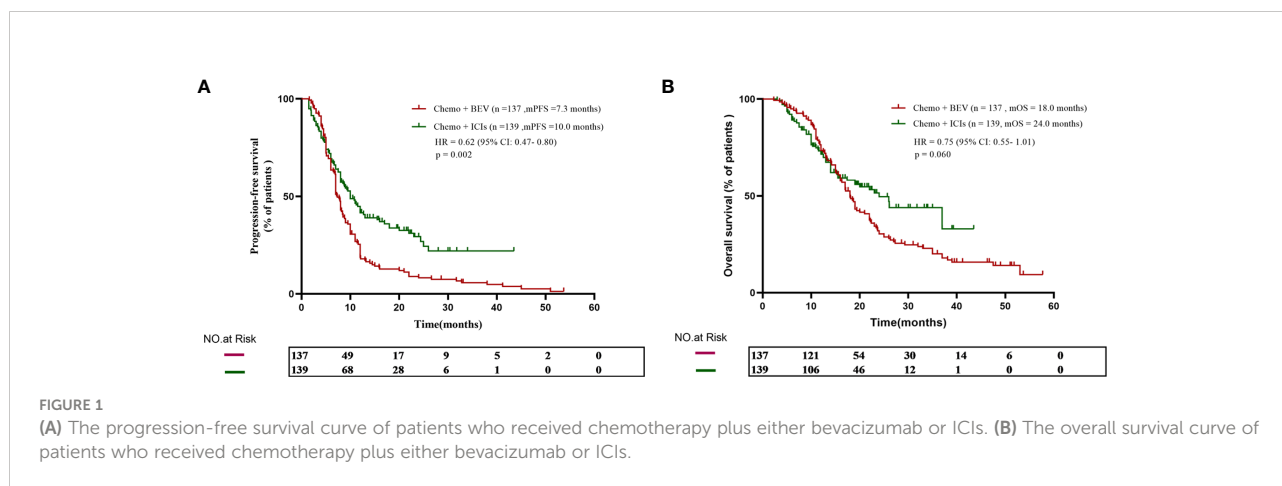 A
100
50
0
Progression-free survival
(% of patients )
Chemo + BEV (n =137 ,mPFS =7.3 months)
Chemo + ICIs (n =139 ,mPFS =10.0 months)
HR = 0.62 (95% CI: 0.47- 0.80)
p = 0.002
0 10 20 30 40 50 60
Time(months)
NO.at Risk
137 49 17 9 5 2 0
139 68 28 6 1 0 0
B
100
50
0
Overall survival (% of patients)
Chemo + BEV (n = 137 , mOS = 18.0 months)
Chemo + ICIs (n = 139, mOS = 24.0 months)
HR = 0.75 (95% CI: 0.55- 1.01)
p = 0.060
0 10 20 30 40 50 60
Time(months)
NO.at Risk
137 121 54 30 14 6 0
139 106 46 12 1 0 0
FIGURE 1
(A) The progression-free survival curve of patients who received chemotherapy plus either bevacizumab or ICIs. (B) The overall survival curve of
patients who received chemotherapy plus either bevacizumab or ICIs.